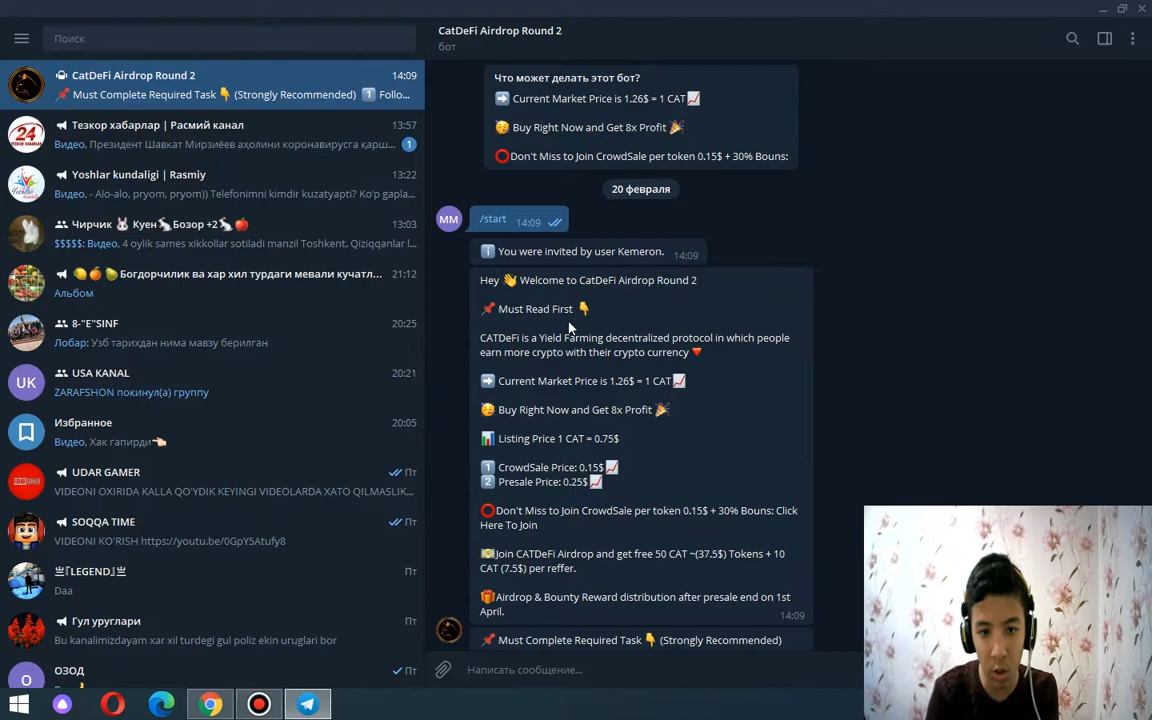 Поиск
CatDeFi Airdrop Round 2
14:09
Must Complete Required Task 👇 (Strongly Recommended) 1️⃣ Follo...
Тезкор хабарлар | Расмий канал
13:57
Видео, Президент Шавкат Мирзиёев аҳолини коронавирусга қарш...
1
24
Yoshlar kundaligi | Rasmiy
13:22
Видео, - Alo-alo, pryom, pryom)) Telefonimni kimdir kuzatyapti? Ko'p gapla...
Чирчик 🐰 Куен🐇Бозор +2🐇🍎
13:03
$$$$$: Видео, 4 oylik sames xikkollar sotiladi manzil Toshkent. Qiziqqanlar t...
🍋🍊🍏Богдорчилик ва хар хил турдаги мевали кучатл...
21:12
Альбом
8-"E"SINF
20:25
Лобар: Узб тарихдан нима мавзу берилган
UK
USA KANAL
20:21
ZARAFSHON покинул(а) группу
Избранное
20:05
Видео, Хак гапирди👈🏻
UDAR GAMER
Пт
VIDEONI OXIRIDA KALLA QO'YDIK KEYINGI VIDEOLARDA XATO QILMASLIK...
SOQQA TIME
Пт
VIDEONI KO'RISH https://youtu.be/0GpY5Atufy8
亗『LEGEND』亗
Пт
Daa
Гул уруглари
Пт
Bu kanalimizdayam xar xil turdegi gul poliz ekin uruglari bor
О
ОЗОД
Пт
CatDeFi Airdrop Round 2
бот
Что может делать этот бот?
➡️ Current Market Price is 1.26$ = 1 CAT📈
🥳 Buy Right Now and Get 8x Profit 🎉
⭕Don't Miss to Join CrowdSale per token 0.15$ + 30% Bouns:
20 февраля
MM
/start 14:09
ℹ️ You were invited by user Kemeron. 14:09
Hey 👋 Welcome to CatDeFi Airdrop Round 2
📌 Must Read First 👇
CATDeFi is a Yield Farming decentralized protocol in which people
earn more crypto with their crypto currency 🔻
➡️ Current Market Price is 1.26$ = 1 CAT📈
🥳 Buy Right Now and Get 8x Profit 🎉
📊 Listing Price 1 CAT = 0.75$
1️⃣ CrowdSale Price: 0.15$📈
2️⃣ Presale Price: 0.25$📈
⭕Don't Miss to Join CrowdSale per token 0.15$ + 30% Bouns: Click
Here To Join
💴Join CATDeFi Airdrop and get free 50 CAT ~(37.5$) Tokens + 10
CAT (7.5$) per reffer.
🎁Airdrop & Bounty Reward distribution after presale end on 1st
April.
14:09
📌 Must Complete Required Task 👇 (Strongly Recommended)
Написать сообщение...